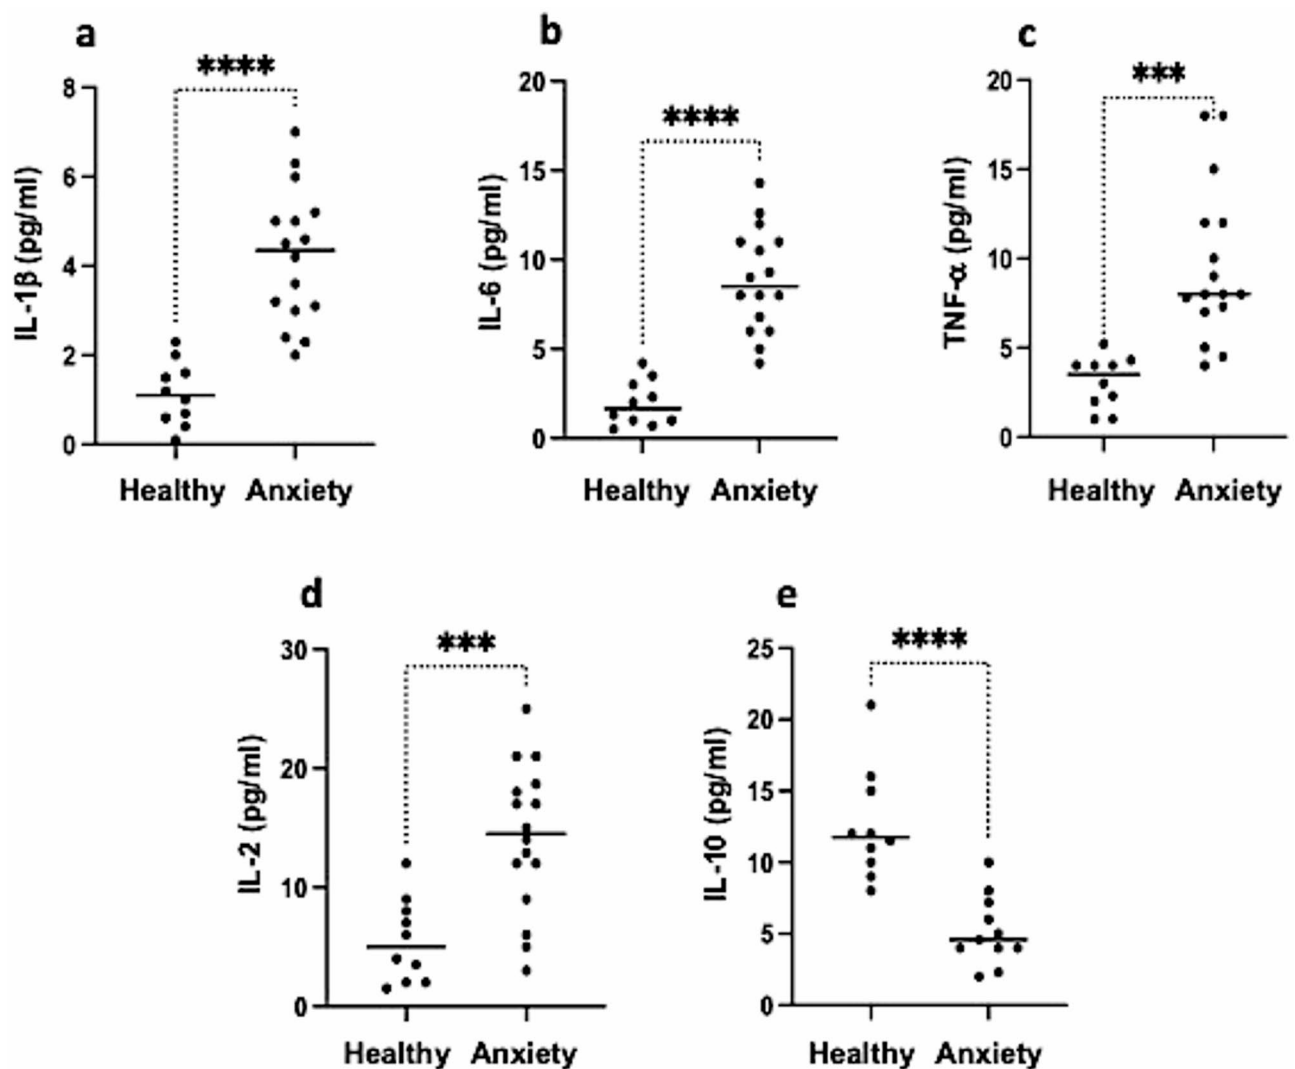 a
****
IL-1β (pg/ml)
8
6
4
2
0
Healthy Anxiety
b
****
IL-6 (pg/ml)
20
15
10
5
0
Healthy Anxiety
c
***
TNF-α (pg/ml)
20
15
10
5
0
Healthy Anxiety
d
***
IL-2 (pg/ml)
30
20
10
0
Healthy Anxiety
e
****
IL-10 (pg/ml)
25
20
15
10
5
0
Healthy Anxiety